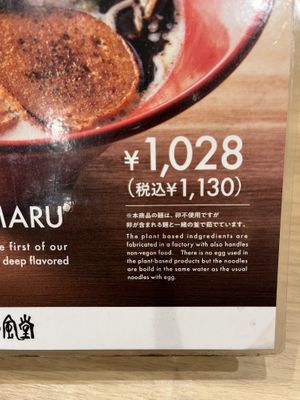 ¥1,028
(税込¥1,130)
MARU
※本商品の麺は、卵不使用ですが
卵が含まれる麺と一緒の釜で茹でています。
The plant based indgredients are
fabricated in a factory with also handles
non-vegan food. There is no egg used in
the plant-based products but the noodles
are boild in the same water as the usual
noodles with egg.
e first of our
deep flavored
風堂